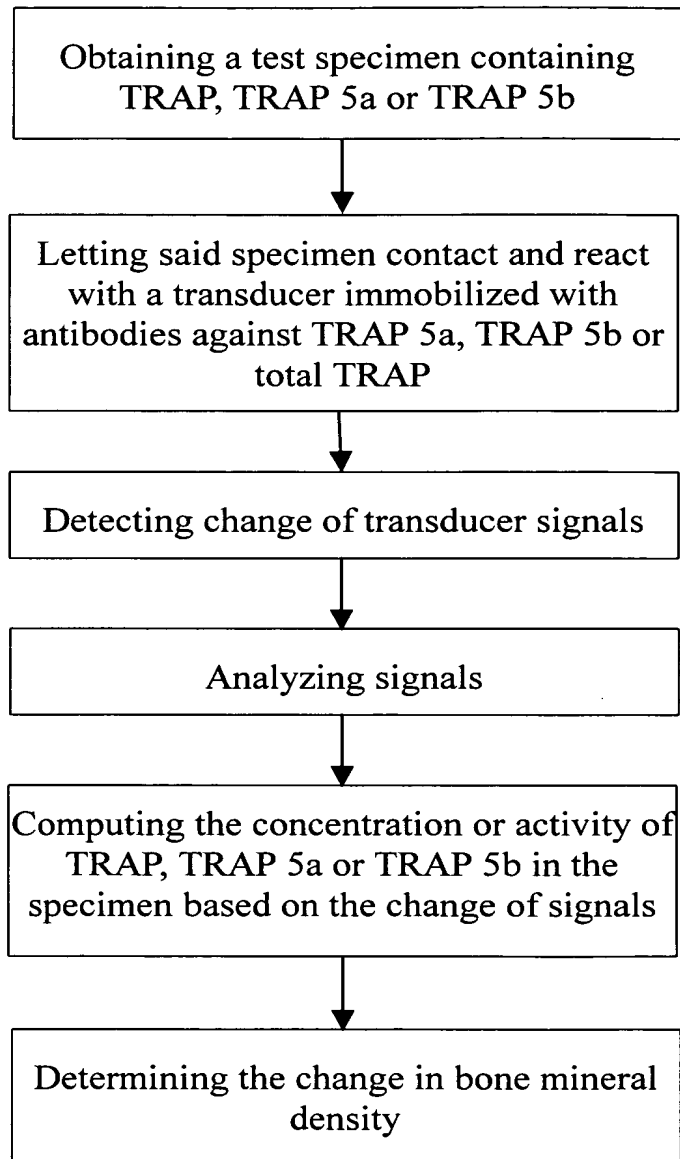 Obtaining a test specimen containing
TRAP, TRAP 5a or TRAP 5b
Letting said specimen contact and react
with a transducer immobilized with
antibodies against TRAP 5a, TRAP 5b or
total TRAP
Detecting change of transducer signals
Analyzing signals
Computing the concentration or activity of
TRAP, TRAP 5a or TRAP 5b in the
specimen based on the change of signals
Determining the change in bone mineral
density